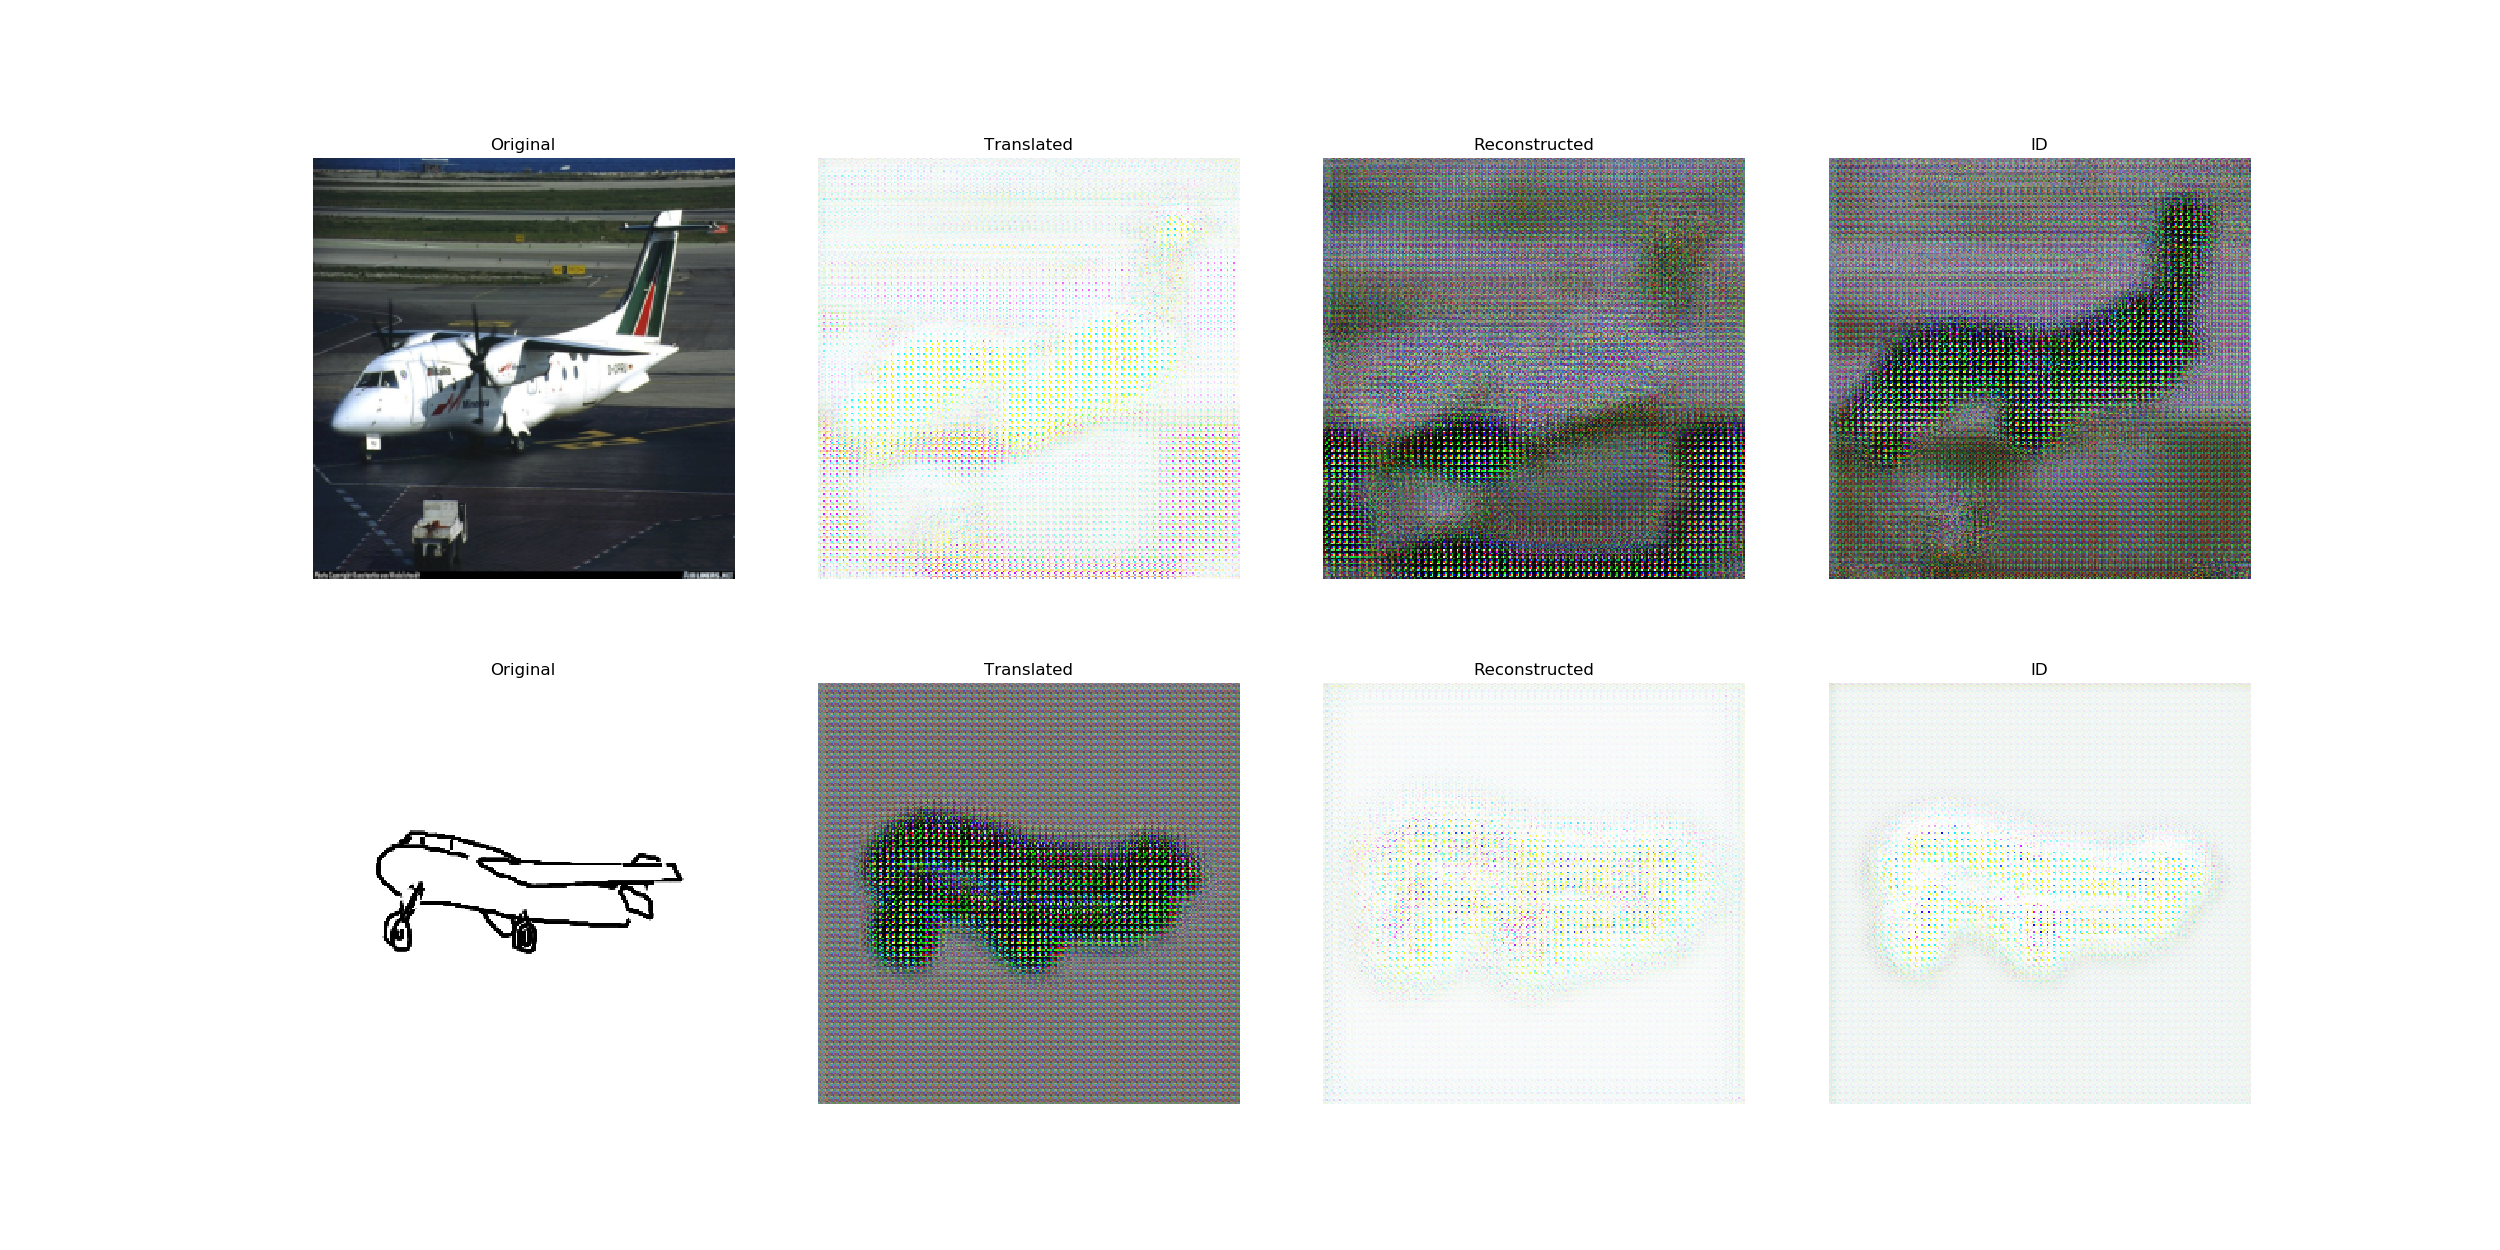 Original
Translated
Reconstructed
ID
Original
Translated
Reconstructed
ID